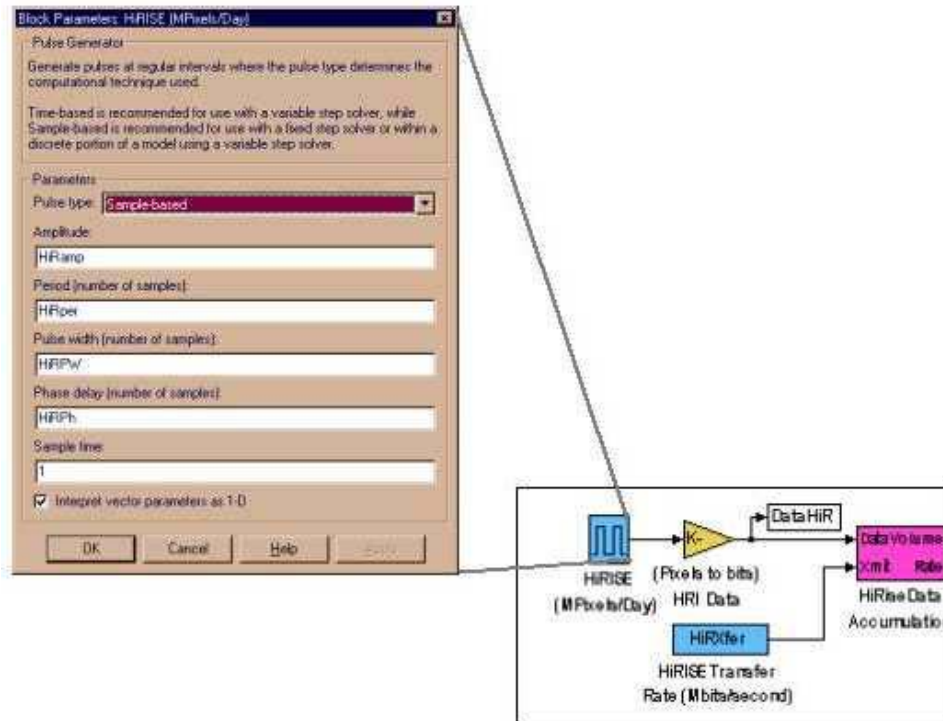 Block Parameters: HiRISE (MPixels/Day)
Pulse Generator
Generate pulses at regular intervals where the pulse type determines the
computational technique used.
Time-based is recommended for use with a variable step solver, while
Sample-based is recommended for use with a fixed step solver or within a
discrete portion of a model using a variable step solver.
Parameters
Pulse type: Sample-based
Amplitude:
HiRamp
Period (number of samples):
HiRper
Pulse width (number of samples):
HiRPW
Phase delay (number of samples):
HiRPh
Sample time:
1
Interpret vector parameters as 1-D
OK
Cancel
Help
Apply
DataHiR
K-
HiRISE
(MPixels/Day)
(Pixels to bits)
HRI Data
Data Volume
Xmit Rate
HiRise Data
Accumulatio
HiRXfer
HiRISE Transfer
Rate (Mbits/second)